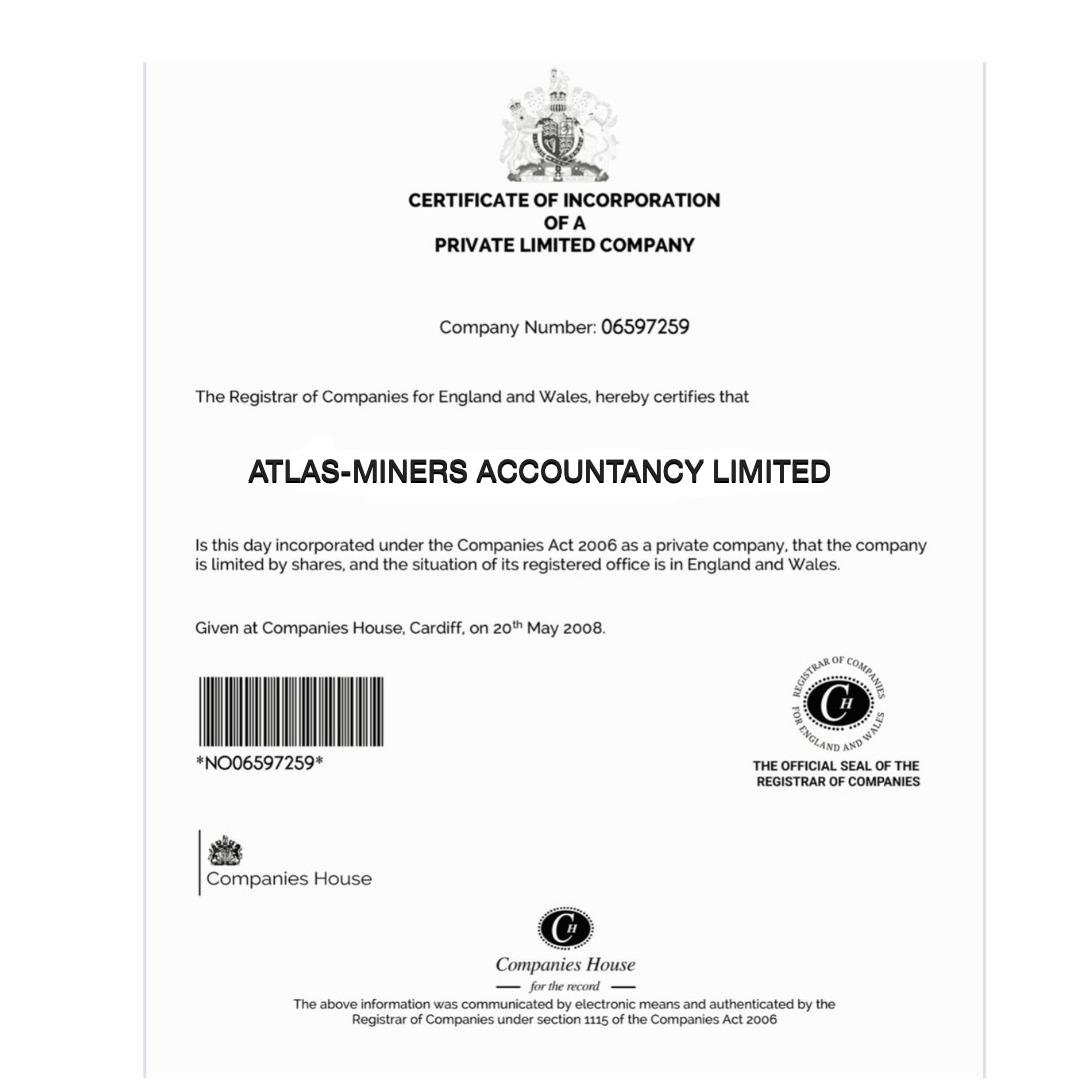 CERTIFICATE OF INCORPORATION
OF A
PRIVATE LIMITED COMPANY
Company Number: 06597259
The Registrar of Companies for England and Wales, hereby certifies that
ATLAS-MINERS ACCOUNTANCY LIMITED
Is this day incorporated under the Companies Act 2006 as a private company, that the company
is limited by shares, and the situation of its registered office is in England and Wales.
Given at Companies House, Cardiff, on 20th May 2008.
*NO06597259*
REGISTRAR OF COMPANIES
FOR ENGLAND AND WALES
CH
THE OFFICIAL SEAL OF THE
REGISTRAR OF COMPANIES
Companies House
CH
Companies House
for the record
The above information was communicated by electronic means and authenticated by the
Registrar of Companies under section 1115 of the Companies Act 2006